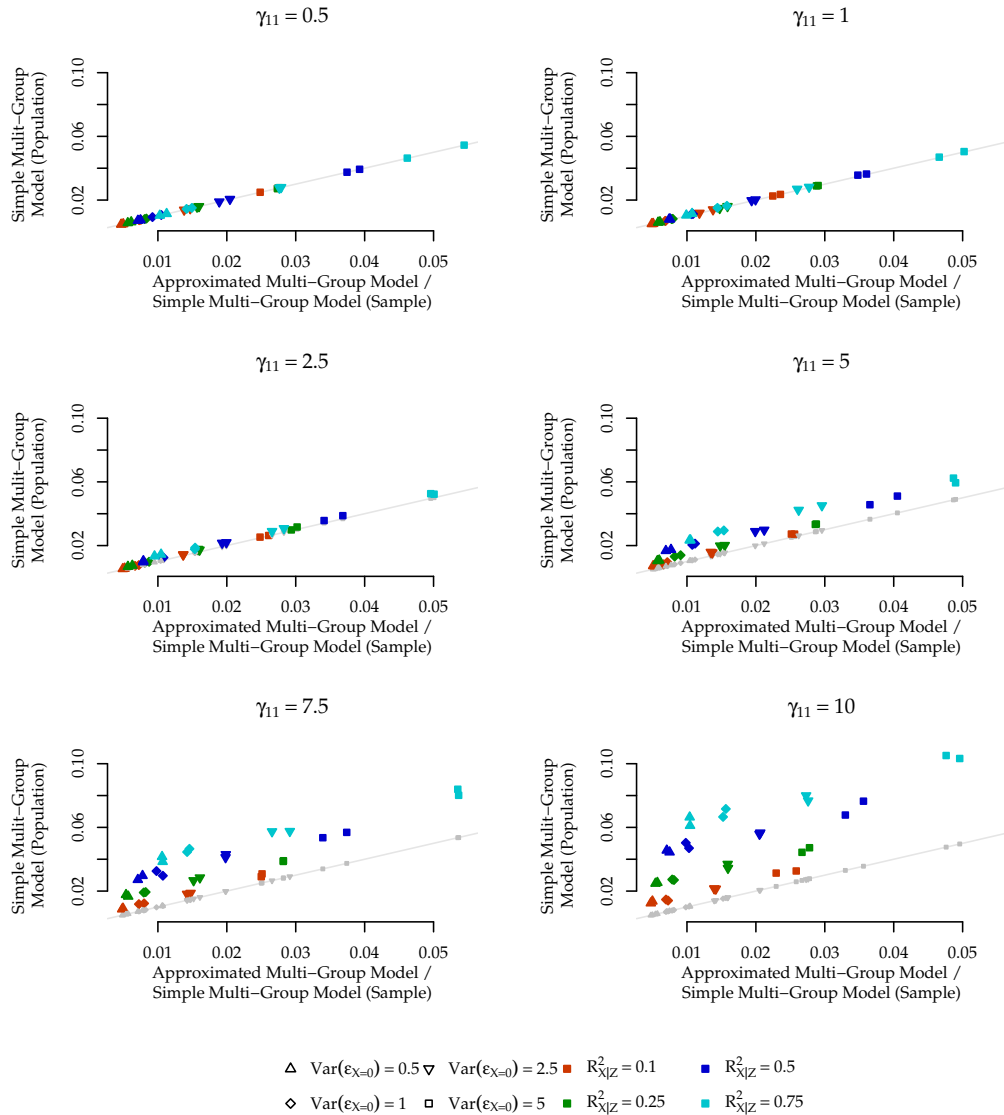 γ11 = 0.5
Simple Mulit−Group
Model (Population)
0.02 0.06 0.10
0.01 0.02 0.03 0.04 0.05
Approximated Multi−Group Model /
Simple Multi−Group Model (Sample)
γ11 = 1
Simple Mulit−Group
Model (Population)
0.02 0.06 0.10
0.01 0.02 0.03 0.04 0.05
Approximated Multi−Group Model /
Simple Multi−Group Model (Sample)
γ11 = 2.5
Simple Mulit−Group
Model (Population)
0.02 0.06 0.10
0.01 0.02 0.03 0.04 0.05
Approximated Multi−Group Model /
Simple Multi−Group Model (Sample)
γ11 = 5
Simple Mulit−Group
Model (Population)
0.02 0.06 0.10
0.01 0.02 0.03 0.04 0.05
Approximated Multi−Group Model /
Simple Multi−Group Model (Sample)
γ11 = 7.5
Simple Mulit−Group
Model (Population)
0.02 0.06 0.10
0.01 0.02 0.03 0.04 0.05
Approximated Multi−Group Model /
Simple Multi−Group Model (Sample)
γ11 = 10
Simple Mulit−Group
Model (Population)
0.02 0.06 0.10
0.01 0.02 0.03 0.04 0.05
Approximated Multi−Group Model /
Simple Multi−Group Model (Sample)
Var(εX=0) = 0.5 Var(εX=0) = 2.5 R²X|Z = 0.1 R²X|Z = 0.5
Var(εX=0) = 1 Var(εX=0) = 5 R²X|Z = 0.25 R²X|Z = 0.75